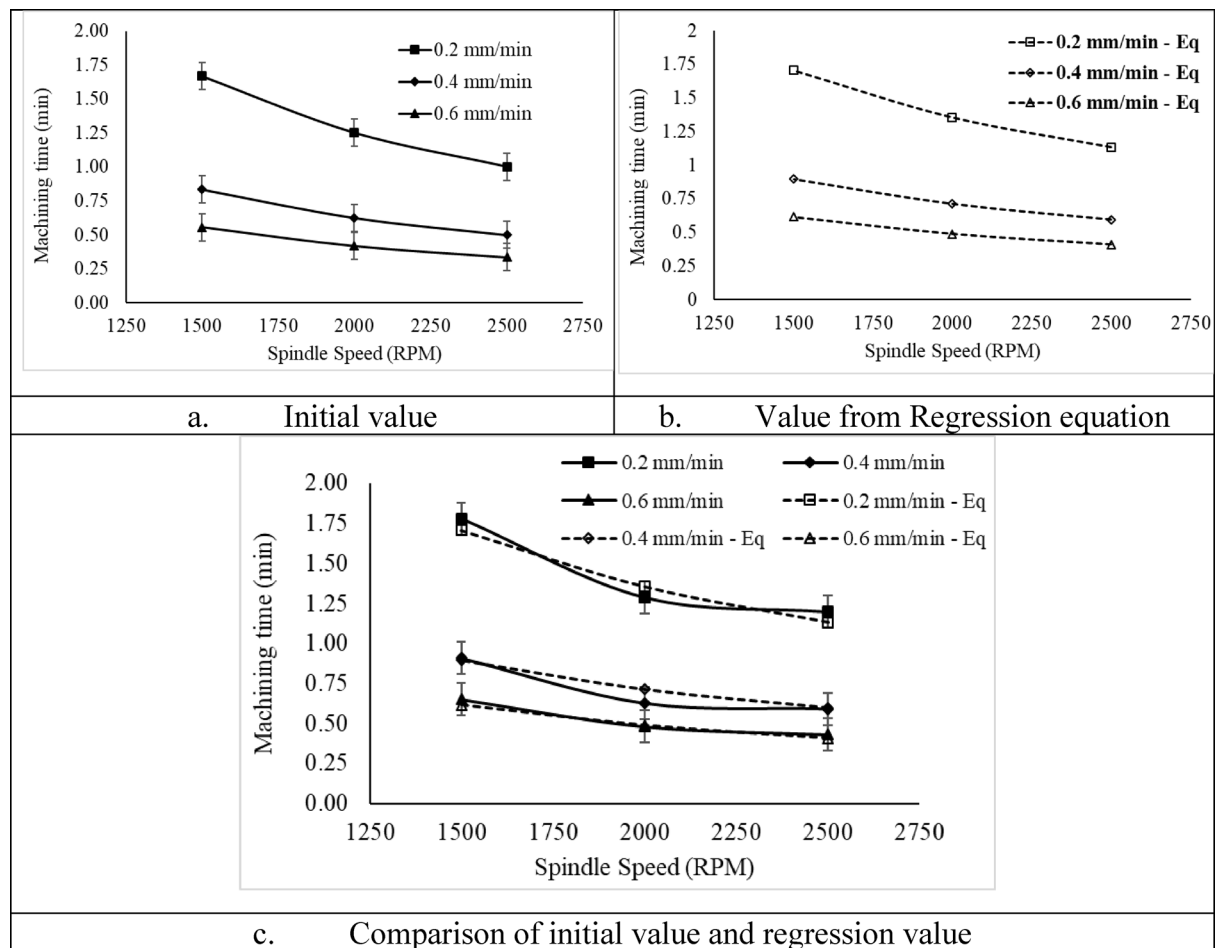 2.00
1.75
1.50
1.25
1.00
0.75
0.50
0.25
0.00
Machining time (min)
0.2 mm/min
0.4 mm/min
0.6 mm/min
1250 1500 1750 2000 2250 2500 2750
Spindle Speed (RPM)
2
1.75
1.5
1.25
1
0.75
0.5
0.25
0
Machining time (min)
0.2 mm/min - Eq
0.4 mm/min - Eq
0.6 mm/min - Eq
1250 1500 1750 2000 2250 2500 2750
Spindle Speed (RPM)
a. Initial value
b. Value from Regression equation
2.00
1.75
1.50
1.25
1.00
0.75
0.50
0.25
0.00
Machining time (min)
0.2 mm/min 0.4 mm/min
0.6 mm/min 0.2 mm/min - Eq
0.4 mm/min - Eq 0.6 mm/min - Eq
1250 1500 1750 2000 2250 2500 2750
Spindle Speed (RPM)
c. Comparison of initial value and regression value